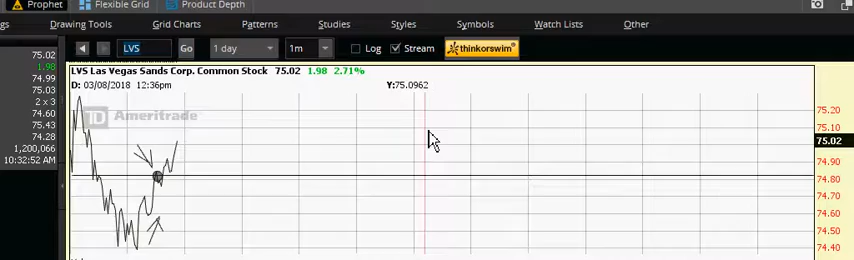 Prophet Flexible Grid Product Depth
gs Drawing Tools Grid Charts Patterns Studies Styles Symbols Watch Lists Other
LVS Go 1 day 1m Log Stream thinkorswim®
LVS Las Vegas Sands Corp. Common Stock 75.02 1.98 2.71%
D: 03/08/2018 12:36pm Y:75.0962
TD Ameritrade
75.02
1.98
74.99
75.03
2 x 3
74.60
75.43
74.28
1,200,066
10:32:52 AM
75.20
75.10
75.02
74.90
74.80
74.70
74.60
74.50
74.40